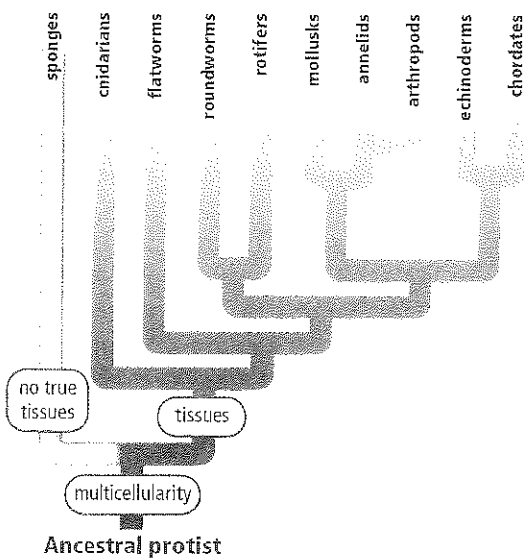 sponges
cnidarians
flatworms
roundworms
rotifers
mollusks
annelids
arthropods
echinoderms
chordates
no true
tissues
tissues
multicellularity
Ancestral protist